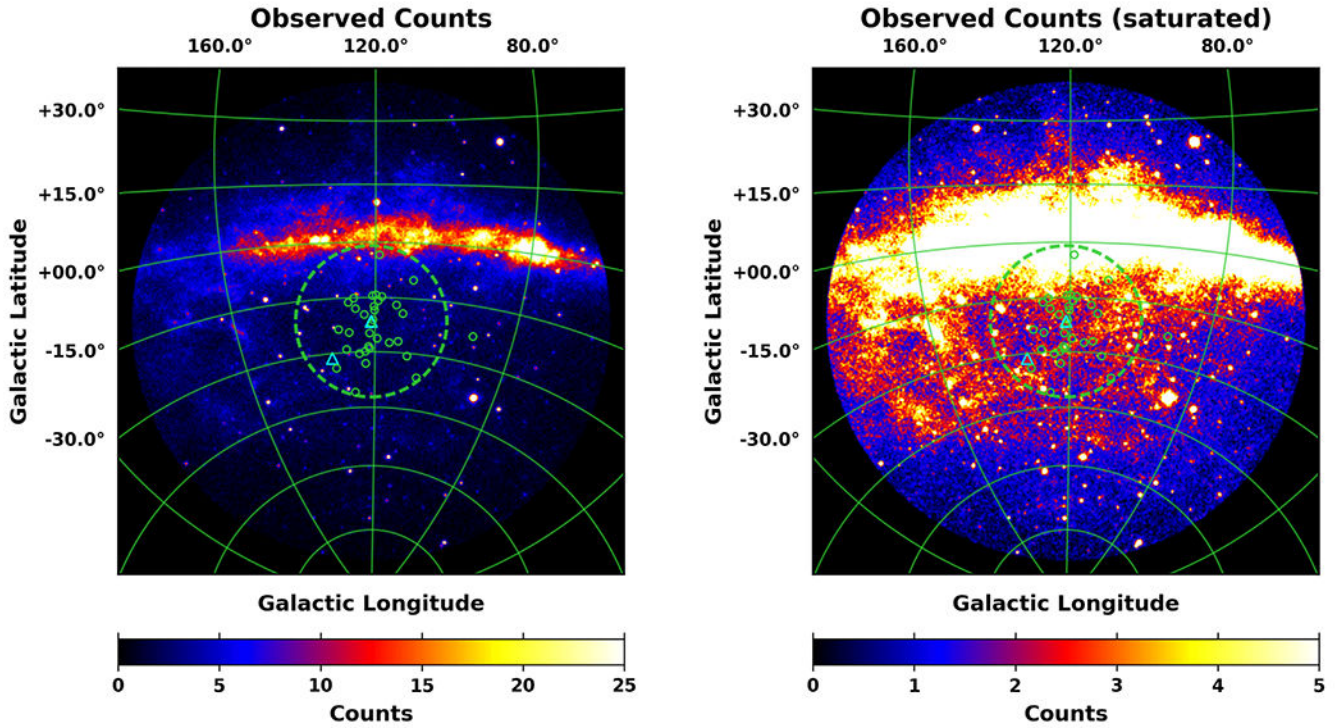 Observed Counts
160.0° 120.0° 80.0°
+30.0°
+15.0°
+00.0°
-15.0°
-30.0°
Galactic Latitude
Galactic Longitude
0 5 10 15 20 25
Counts
Observed Counts (saturated)
160.0° 120.0° 80.0°
+30.0°
+15.0°
+00.0°
-15.0°
-30.0°
Galactic Latitude
Galactic Longitude
0 1 2 3 4 5
Counts